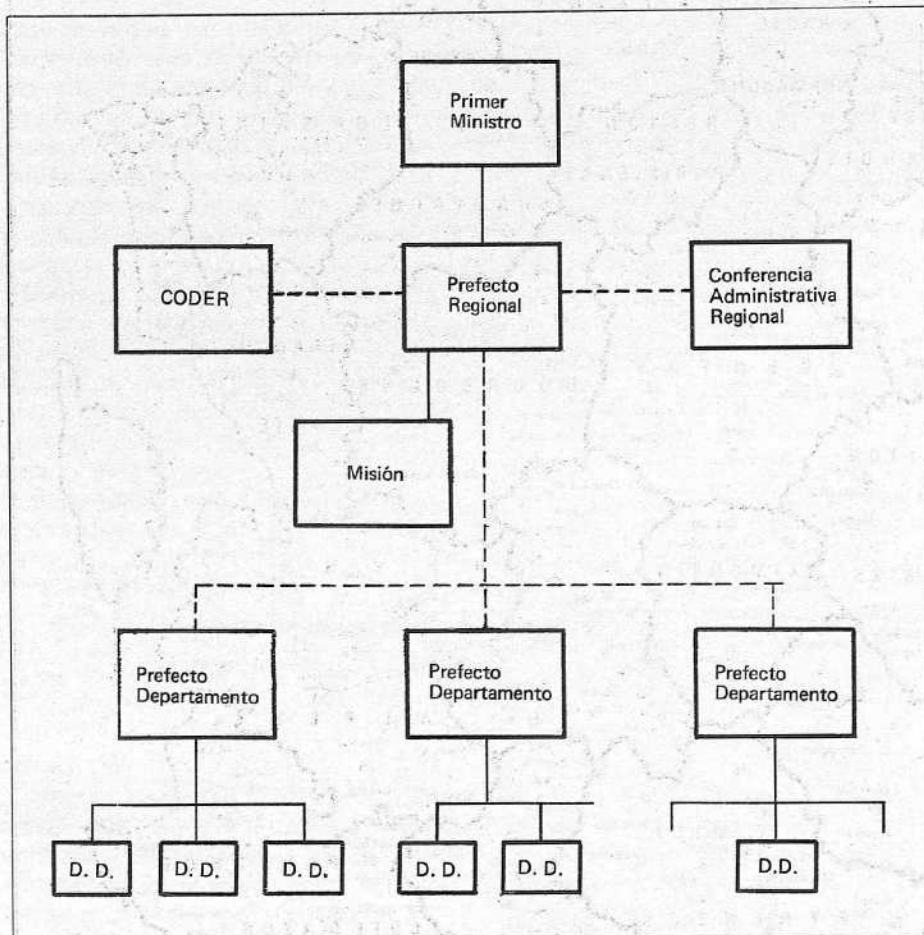 Primer
Ministro
CODER
Prefecto
Regional
Conferencia
Administrativa
Regional
Misión
Prefecto
Departamento
Prefecto
Departamento
Prefecto
Departamento
D. D.
D. D.
D. D.
D. D.
D. D.
D.D.